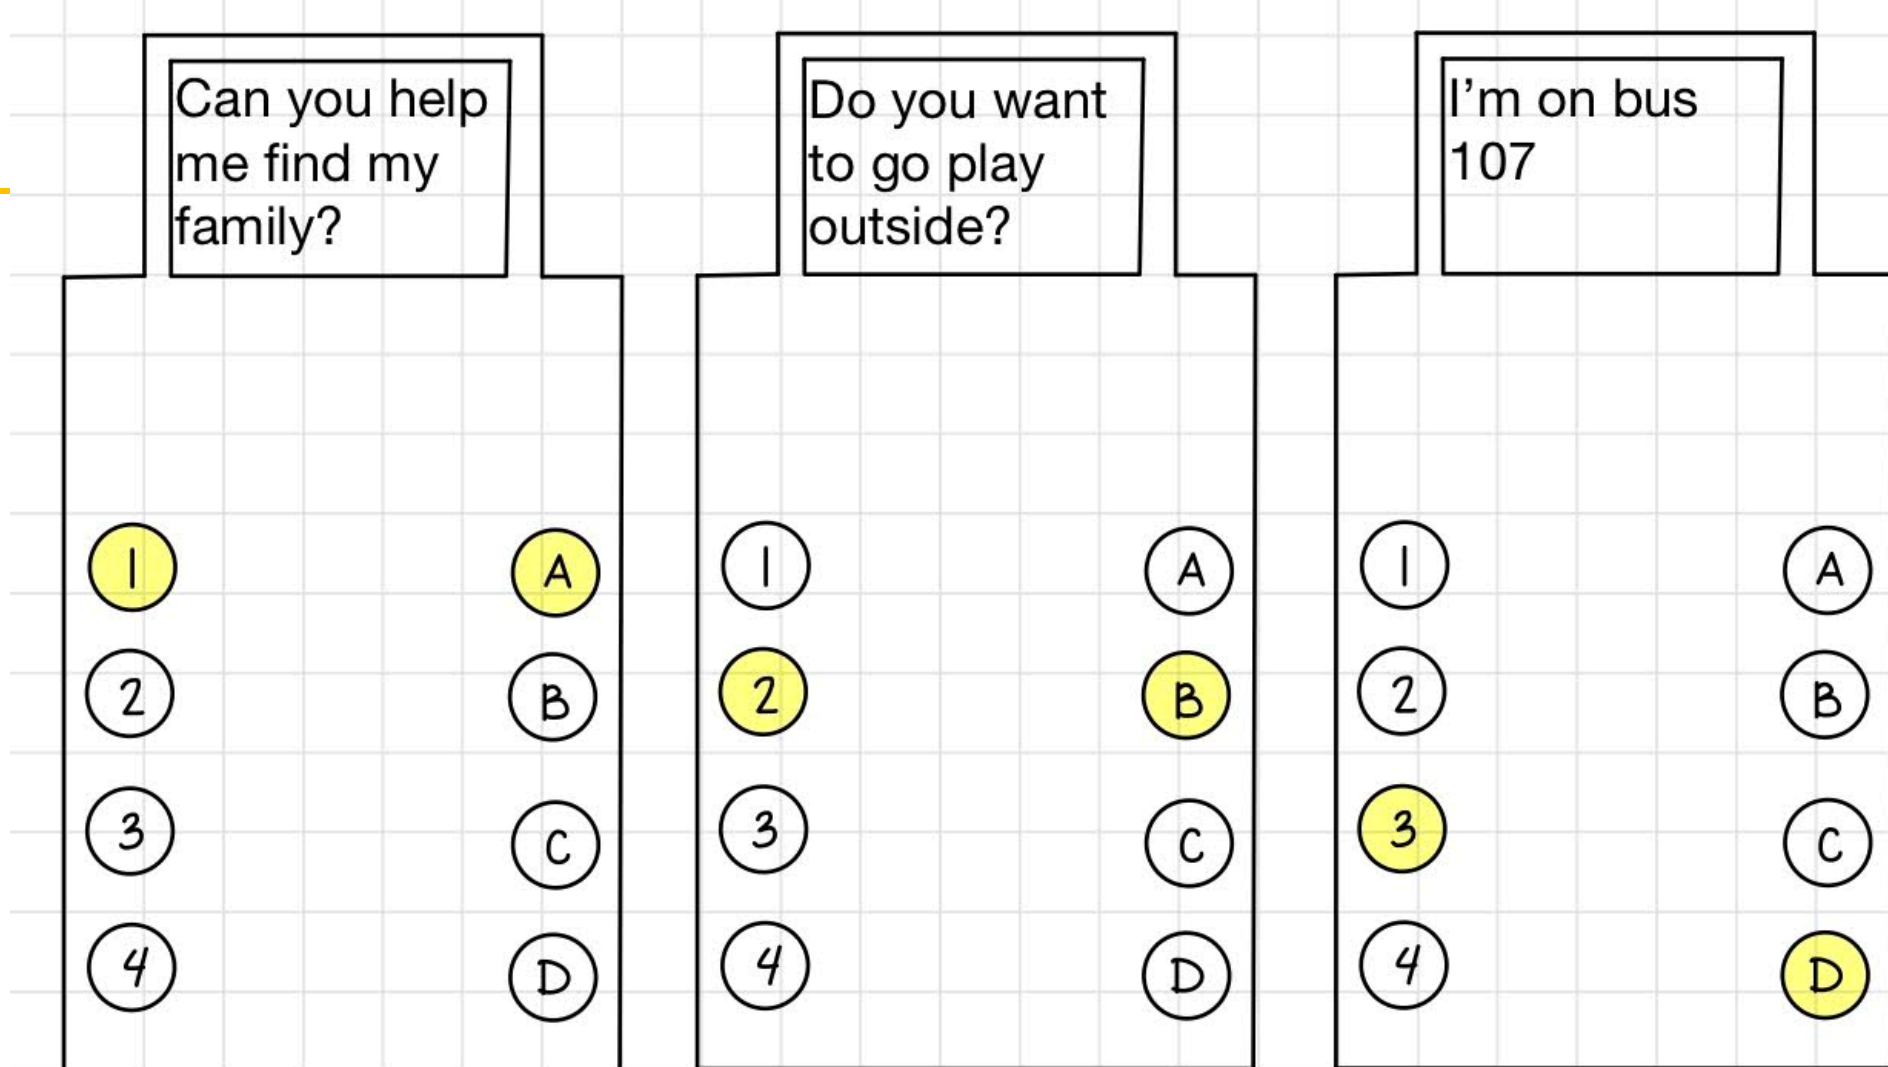 Can you help
me find my
family?
1 A
2 B
3 C
4 D
Do you want
to go play
outside?
1 A
2 B
3 C
4 D
I’m on bus
107
1 A
2 B
3 C
4 D